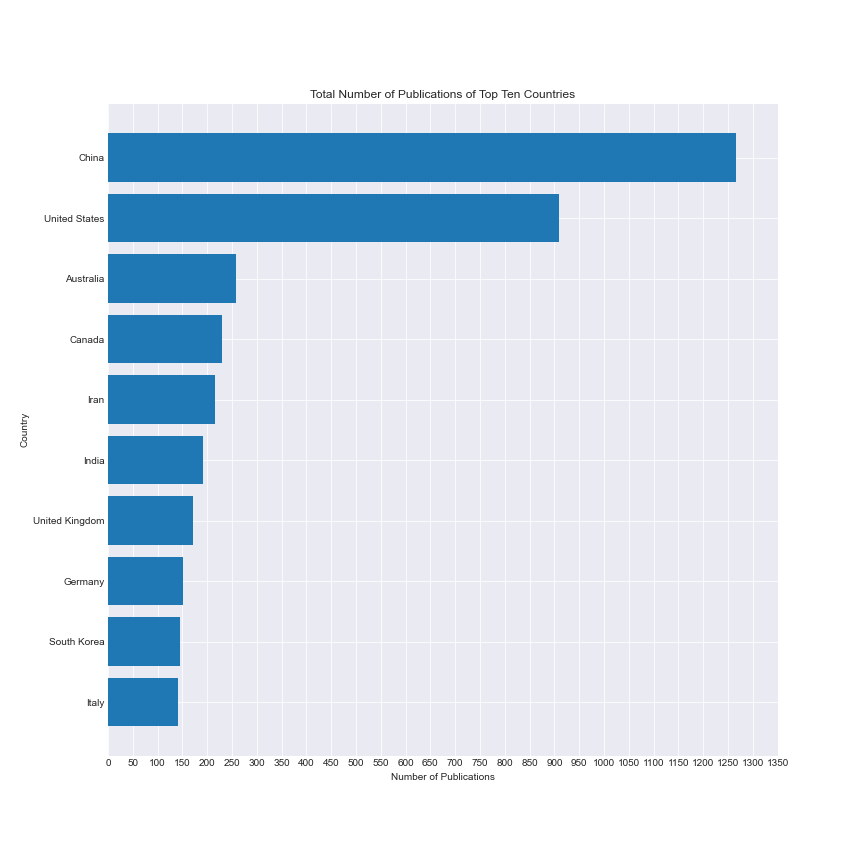 Total Number of Publications of Top Ten Countries
China
United States
Australia
Canada
Iran
India
United Kingdom
Germany
South Korea
Italy
Country
0 50 100 150 200 250 300 350 400 450 500 550 600 650 700 750 800 850 900 950 1000 1050 1100 1150 1200 1250 1300 1350
Number of Publications